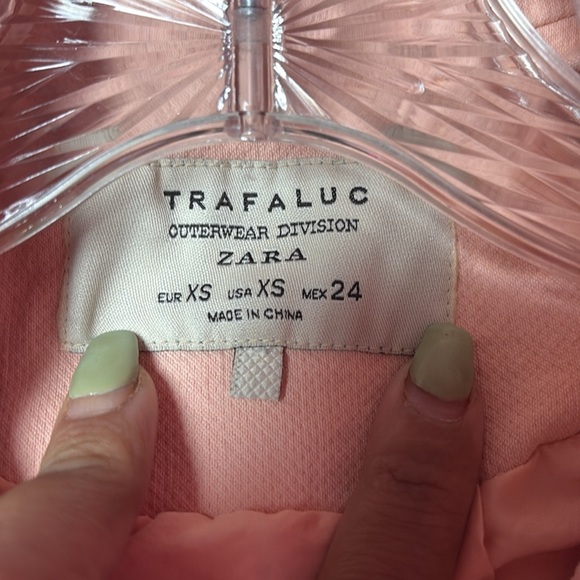 TRAFALUC
OUTERWEAR DIVISION
ZARA
EUR XS USA XS MEX 24
MADE IN CHINA